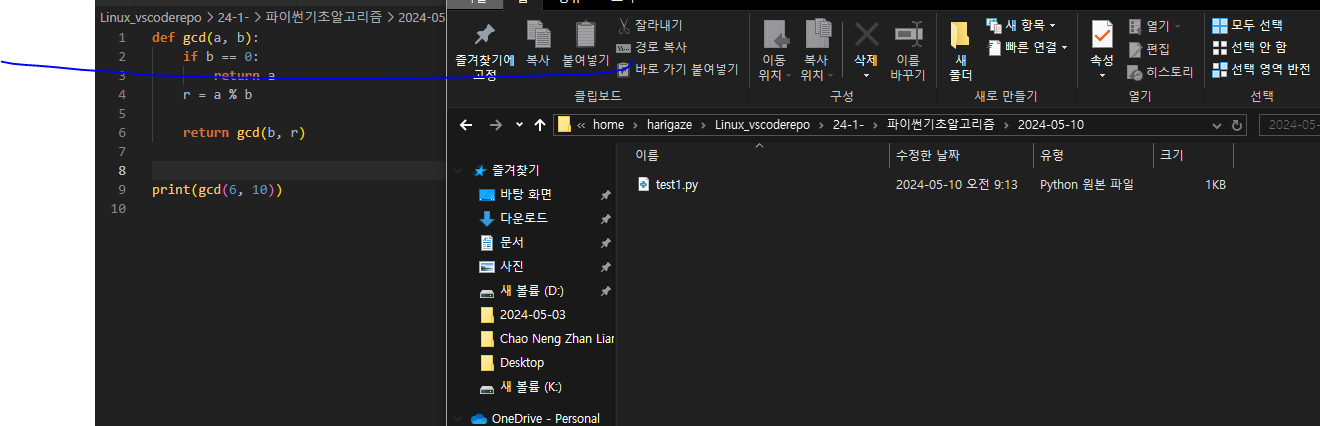 Linux_vscoderepo > 24-1- > 파이썬기초알고리즘 > 2024-05
1 def gcd(a, b):
2 if b == 0:
3 return a
4 r = a % b
5
6 return gcd(b, r)
7
8
9 print(gcd(6, 10))
10
즐겨찾기에 고정
복사
붙여넣기
잘라내기
경로 복사
바로 가기 붙여넣기
클립보드
이동 위치
복사 위치
삭제
이름 바꾸기
구성
새 폴더
새 항목
빠른 연결
새로 만들기
속성
열기
편집
히스토리
열기
모두 선택
선택 안 함
선택 영역 반전
선택
« home > harigaze > Linux_vscoderepo > 24-1- > 파이썬기초알고리즘 > 2024-05-10
2024-05-
이름 수정한 날짜 유형 크기
test1.py 2024-05-10 오전 9:13 Python 원본 파일 1KB
즐겨찾기
바탕 화면
다운로드
문서
사진
새 볼륨 (D:)
2024-05-03
Chao Neng Zhan Lian
Desktop
새 볼륨 (K:)
OneDrive - Personal